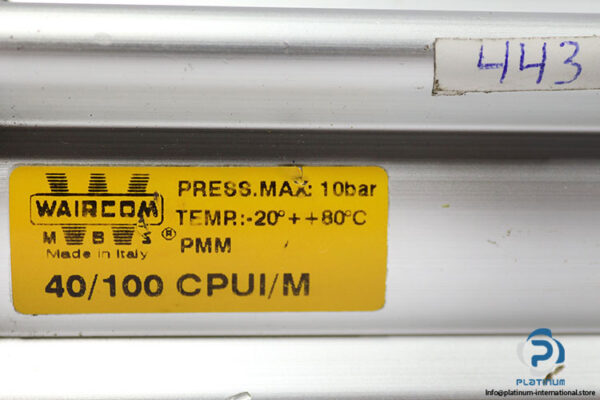 443
WAIRCOM
M B S ®
Made in Italy
PRESS.MAX: 10bar
TEMP.:-20°++80°C
PMM
40/100 CPUI/M
PLATINUM
info@platinum-international.store